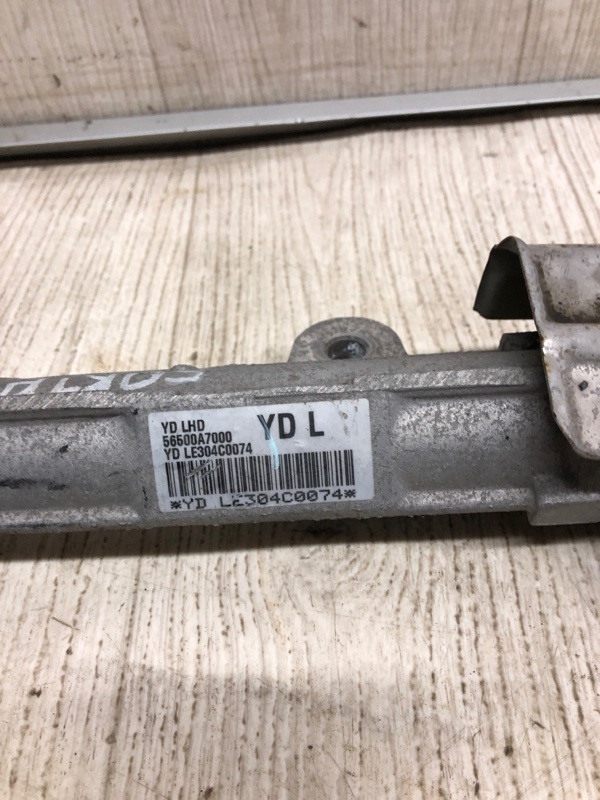 YD LHD
56500A7000
YD L
YD LE304C0074
*YD LE304C0074*